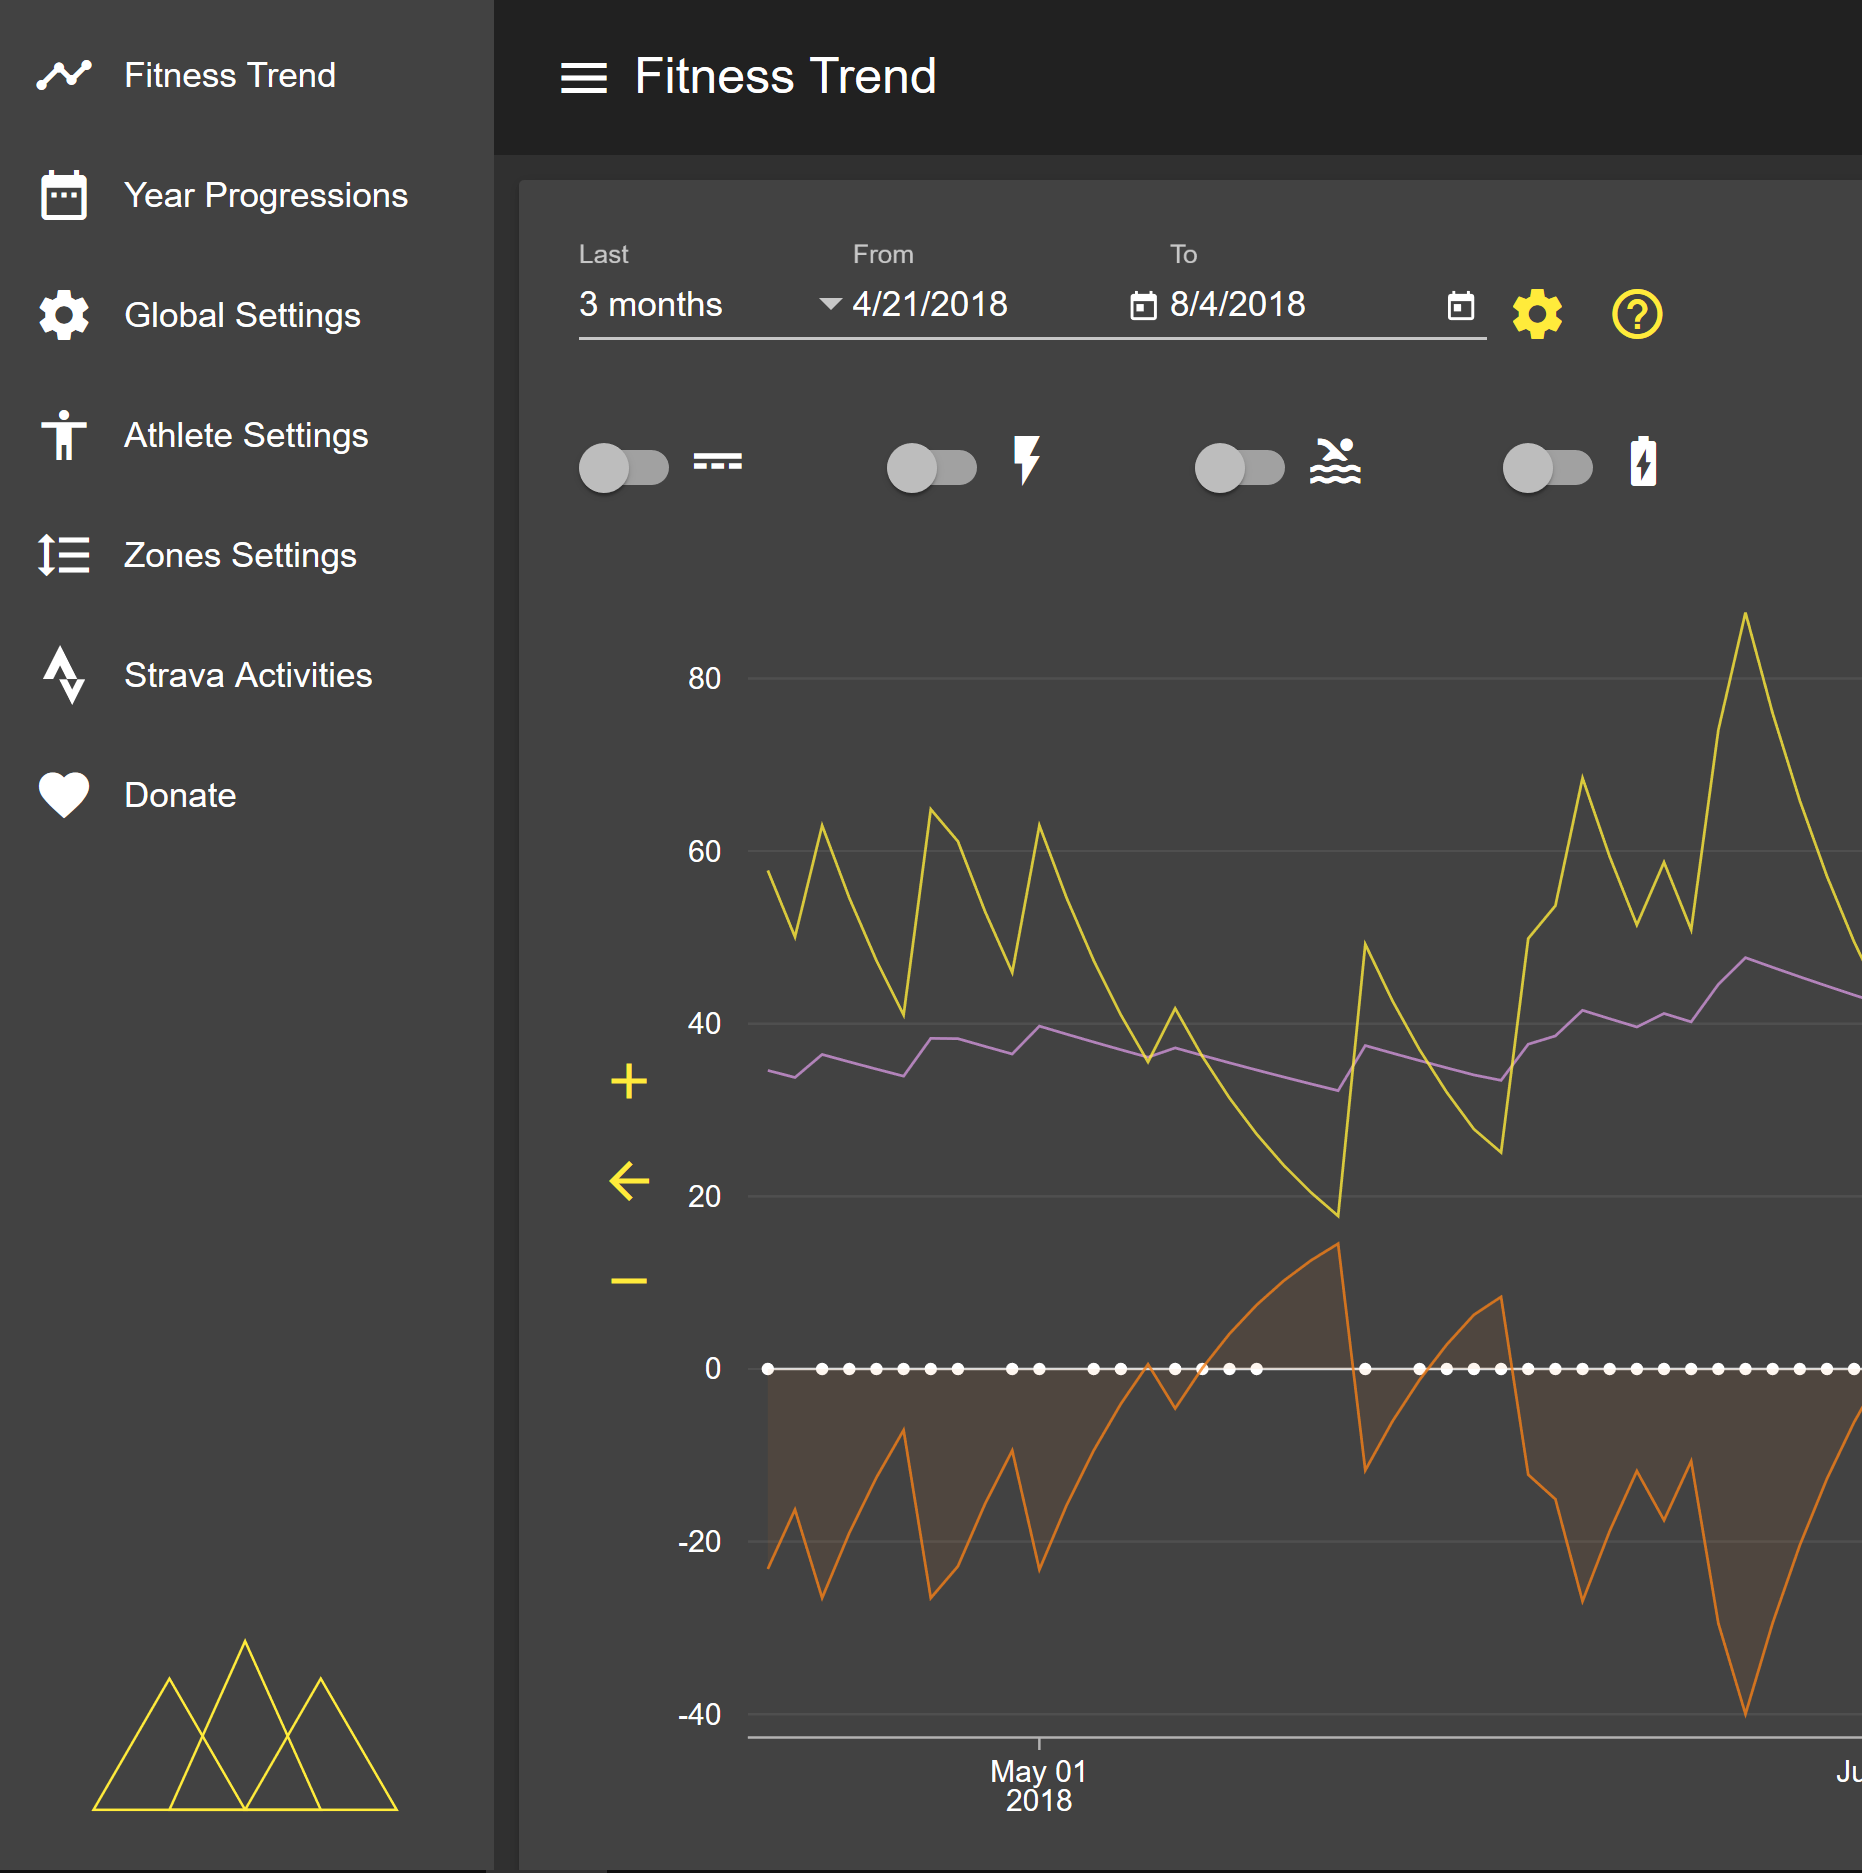 Fitness Trend
Year Progressions
Global Settings
Athlete Settings
Zones Settings
Strava Activities
Donate
Fitness Trend
Last From To
3 months 4/21/2018 8/4/2018
80
60
40
20
0
-20
-40
May 01
2018